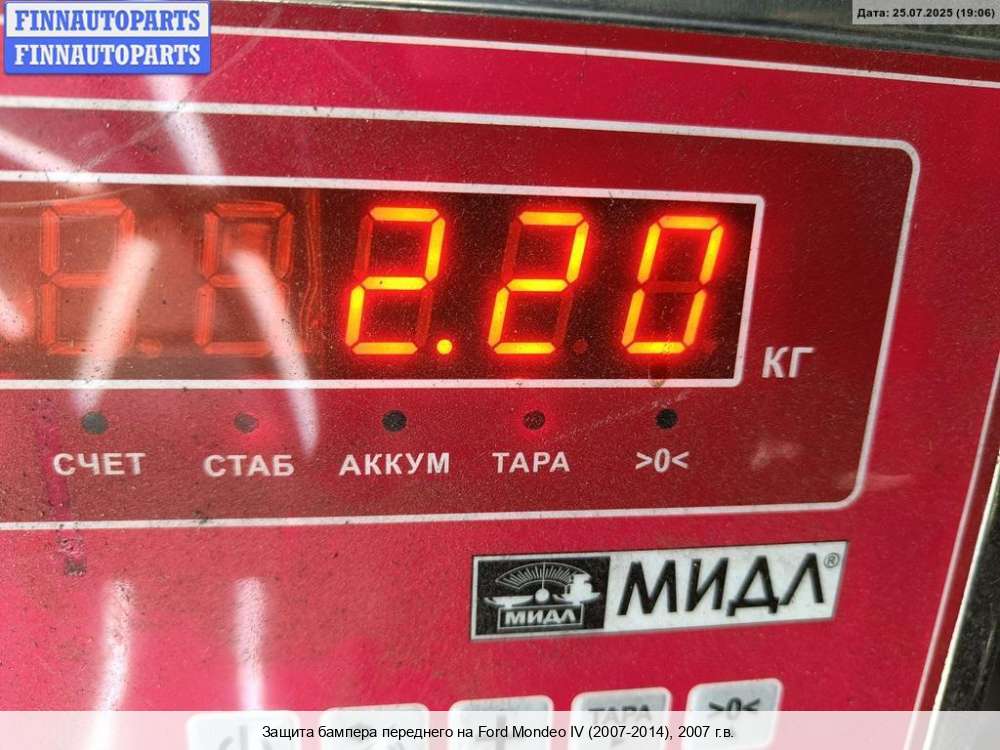 FINNAUTOPARTS
FINNAUTOPARTS
Дата: 25.07.2025 (19:06)
2.20
КГ
СЧЕТ СТАБ АККУМ ТАРА >0<
МИДЛ МИДЛ®
ТАРА >0<
Защита бампера переднего на Ford Mondeo IV (2007-2014), 2007 г.в.